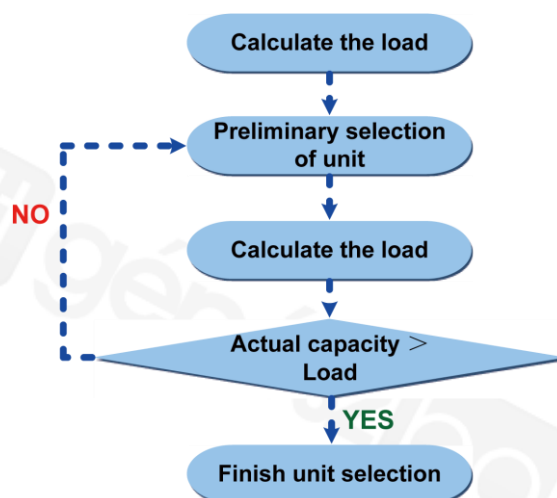 Calculate the load
Preliminary selection
of unit
NO
Calculate the load
Actual capacity >
Load
YES
Finish unit selection